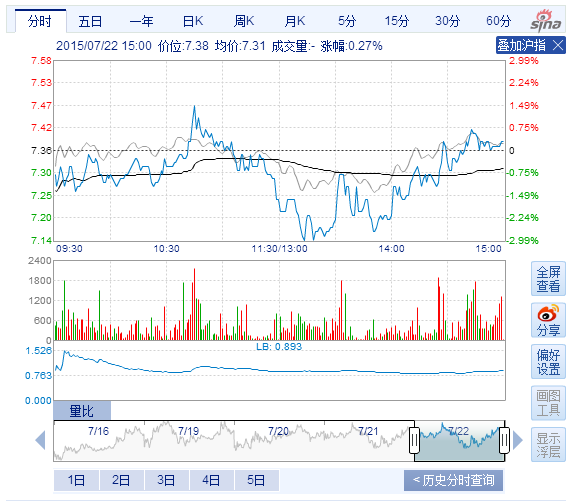 分时 五日 一年 日K 周K 月K 5分 15分 30分 60分 sina
2015/07/22 15:00 价位:7.38 均价:7.31 成交量:- 涨幅:0.27% 叠加沪指 X
7.58 2.99%
7.53 2.24%
7.47 1.49%
7.42 0.75%
7.36 0
7.30 -0.75%
7.25 -1.49%
7.20 -2.24%
7.14 -2.99%
09:30 10:30 11:30/13:00 14:00 15:00
2400
1800
1200
600
0
LB: 0.893
1.526
0.763
0.000
全屏
查看
分享
偏好
设置
画图
工具
显示
浮层
量比
7/16 7/19 7/20 7/21 7/22
1日 2日 3日 4日 5日 < 历史分时查询